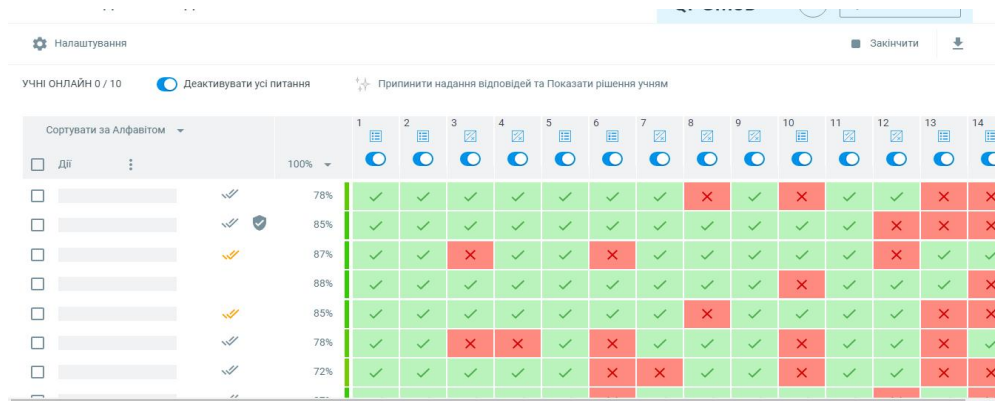 Налаштування
Закінчити
УЧНІ ОНЛАЙН 0 / 10
Деактивувати усі питання
Припинити надання відповідей та Показати рішення учням
Сортувати за Алфавітом
1 2 3 4 5 6 7 8 9 10 11 12 13 14
Дії
100%
78%
85%
87%
88%
85%
78%
72%